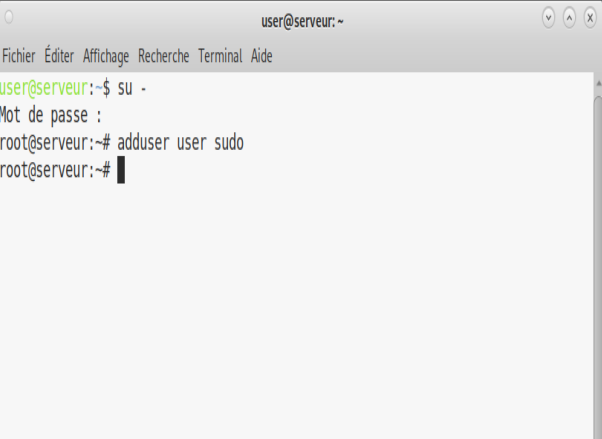 user@serveur: ~
Fichier Éditer Affichage Recherche Terminal Aide
user@serveur:~$ su -
Mot de passe :
root@serveur:~# adduser user sudo
root@serveur:~#